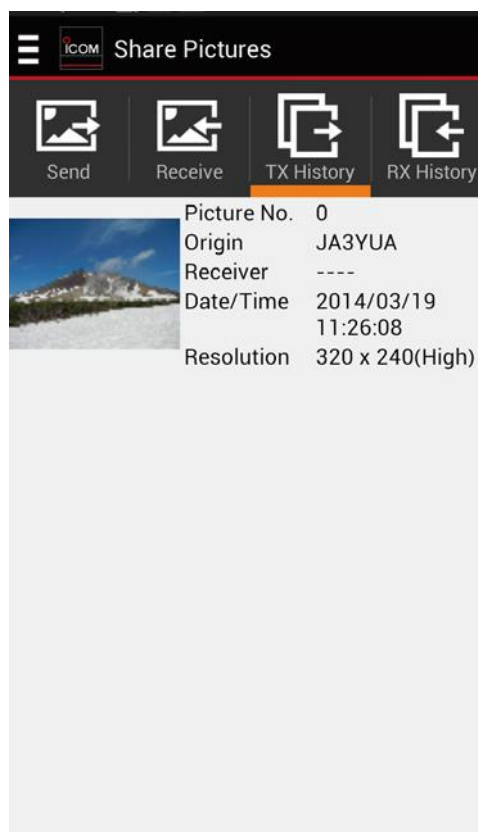 ICOM Share Pictures
Send Receive TX History RX History
Picture No. 0
Origin JA3YUA
Receiver ----
Date/Time 2014/03/19
11:26:08
Resolution 320 x 240(High)